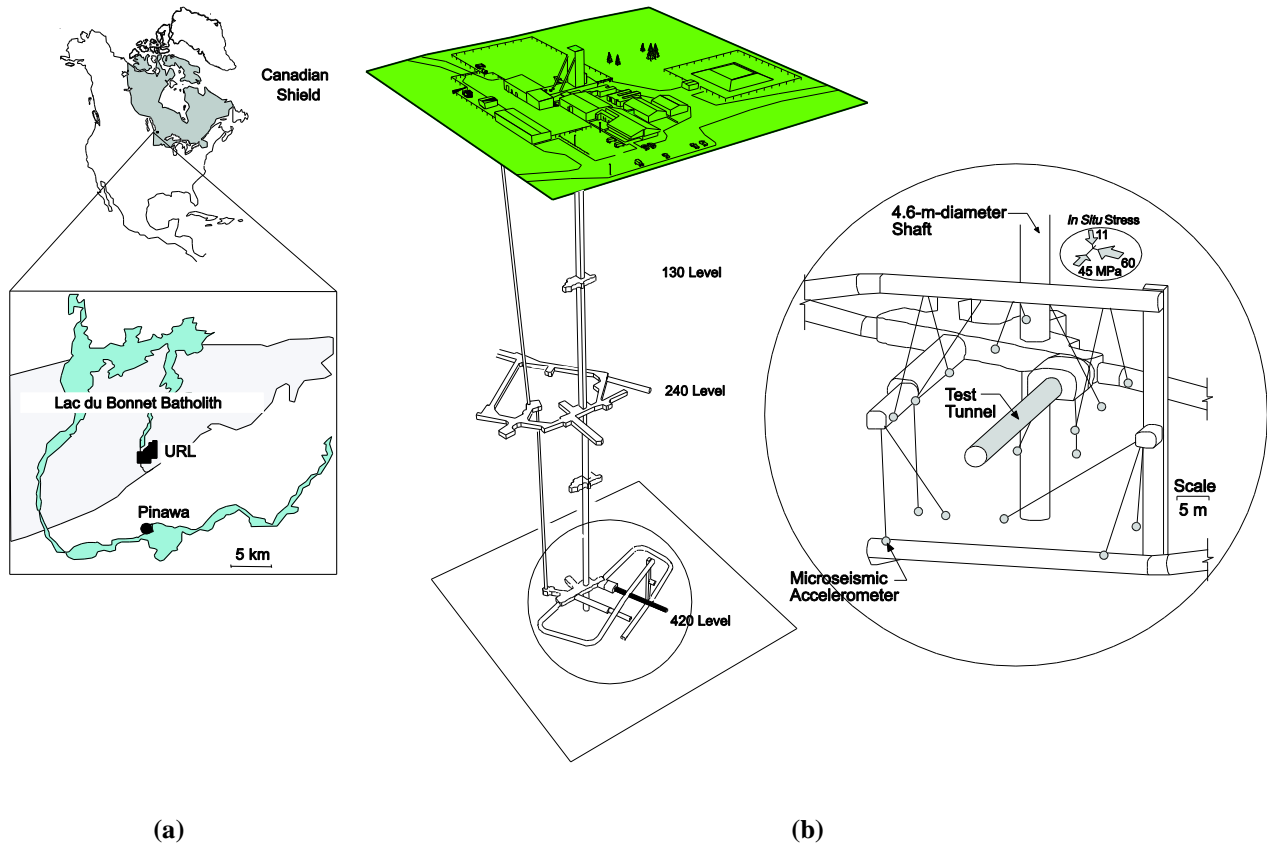 Canadian
Shield
Lac du Bonnet Batholith
URL
Pinawa
5 km
(a)
130 Level
240 Level
420 Level
4.6-m-diameter
Shaft
In Situ Stress
11
60
45 MPa
Test
Tunnel
Scale
5 m
Microseismic
Accelerometer
(b)